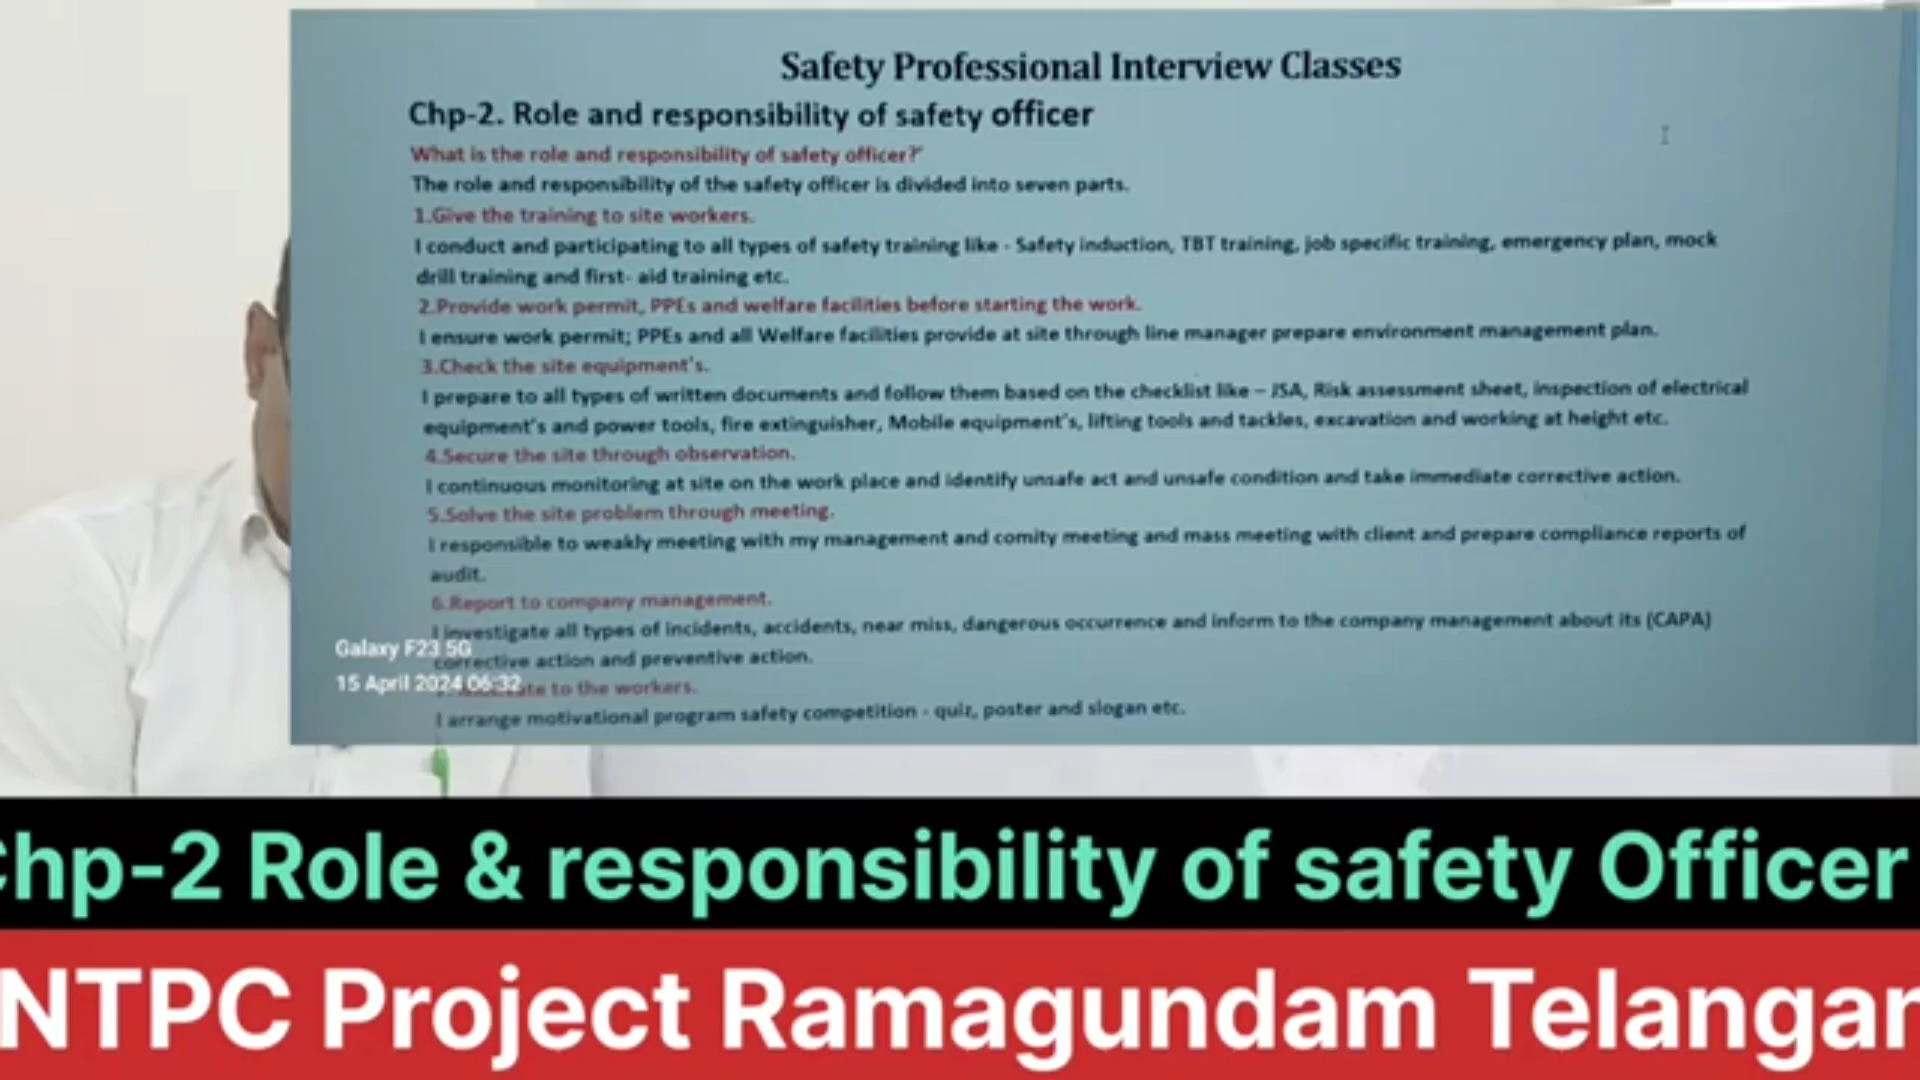 Safety Professional Interview Classes
Chp-2. Role and responsibility of safety officer
What is the role and responsibility of safety officer?"
The role and responsibility of the safety officer is divided into seven parts.
1.Give the training to site workers.
I conduct and participating to all types of safety training like - Safety induction, TBT training, job specific training, emergency plan, mock
drill training and first- aid training etc.
2.Provide work permit, PPEs and welfare facilities before starting the work.
I ensure work permit; PPEs and all Welfare facilities provide at site through line manager prepare environment management plan.
3.Check the site equipment's.
I prepare to all types of written documents and follow them based on the checklist like – JSA, Risk assessment sheet, inspection of electrical
equipment's and power tools, fire extinguisher, Mobile equipment's, lifting tools and tackles, excavation and working at height etc.
4.Secure the site through observation.
I continuous monitoring at site on the work place and identify unsafe act and unsafe condition and take immediate corrective action.
5.Solve the site problem through meeting.
I responsible to weakly meeting with my management and comity meeting and mass meeting with client and prepare compliance reports of
audit.
6.Report to company management.
I investigate all types of incidents, accidents, near miss, dangerous occurrence and inform to the company management about its (CAPA)
Galaxy F23 5G
corrective action and preventive action.
15 April 2024 06:32
to the workers.
I arrange motivational program safety competition - quiz, poster and slogan etc.
Chp-2 Role & responsibility of safety Officer
NTPC Project Ramagundam Telangan